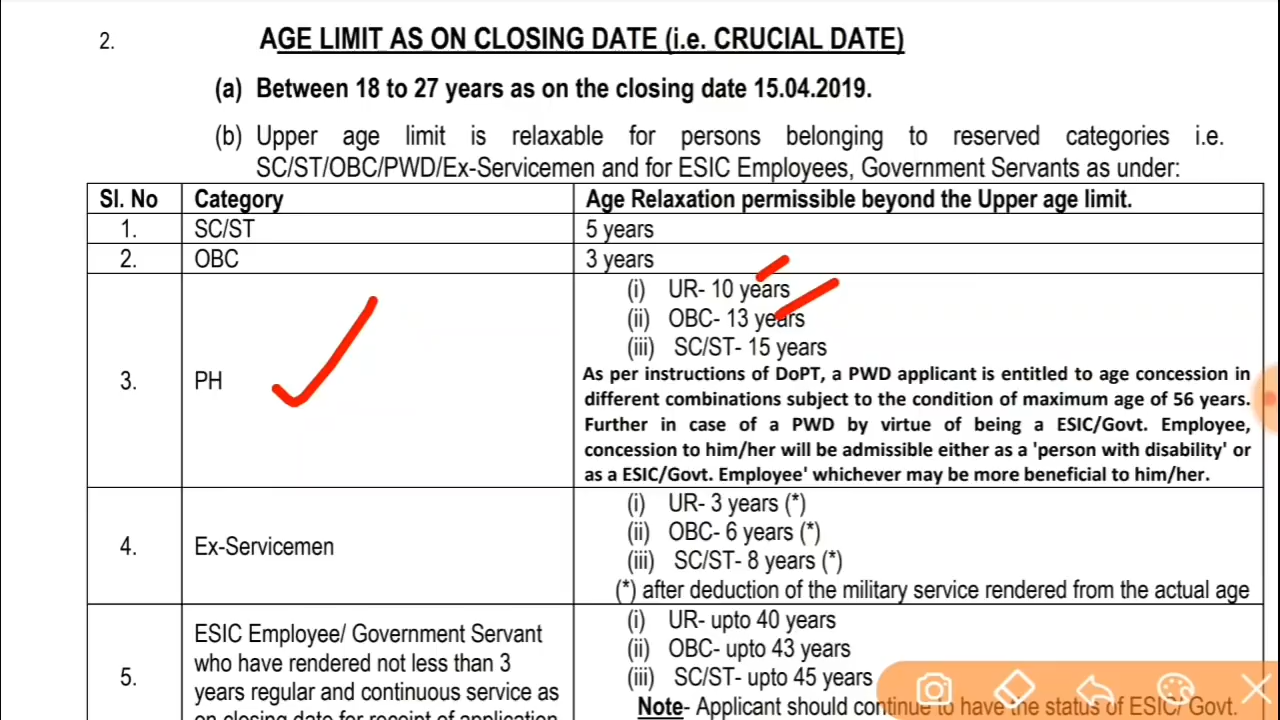 2. AGE LIMIT AS ON CLOSING DATE (i.e. CRUCIAL DATE)
(a) Between 18 to 27 years as on the closing date 15.04.2019.
(b) Upper age limit is relaxable for persons belonging to reserved categories i.e.
SC/ST/OBC/PWD/Ex-Servicemen and for ESIC Employees, Government Servants as under:
Sl. No Category Age Relaxation permissible beyond the Upper age limit.
1. SC/ST 5 years
2. OBC 3 years
3. PH
(i) UR- 10 years
(ii) OBC- 13 years
(iii) SC/ST- 15 years
As per instructions of DoPT, a PWD applicant is entitled to age concession in
different combinations subject to the condition of maximum age of 56 years.
Further in case of a PWD by virtue of being a ESIC/Govt. Employee,
concession to him/her will be admissible either as a 'person with disability' or
as a ESIC/Govt. Employee' whichever may be more beneficial to him/her.
4. Ex-Servicemen
(i) UR- 3 years (*)
(ii) OBC- 6 years (*)
(iii) SC/ST- 8 years (*)
(*) after deduction of the military service rendered from the actual age
5.
ESIC Employee/ Government Servant
who have rendered not less than 3
years regular and continuous service as
on closing date for receipt of application
(i) UR- upto 40 years
(ii) OBC- upto 43 years
(iii) SC/ST- upto 45 years
Note- Applicant should continue to have the status of ESIC/ Govt.